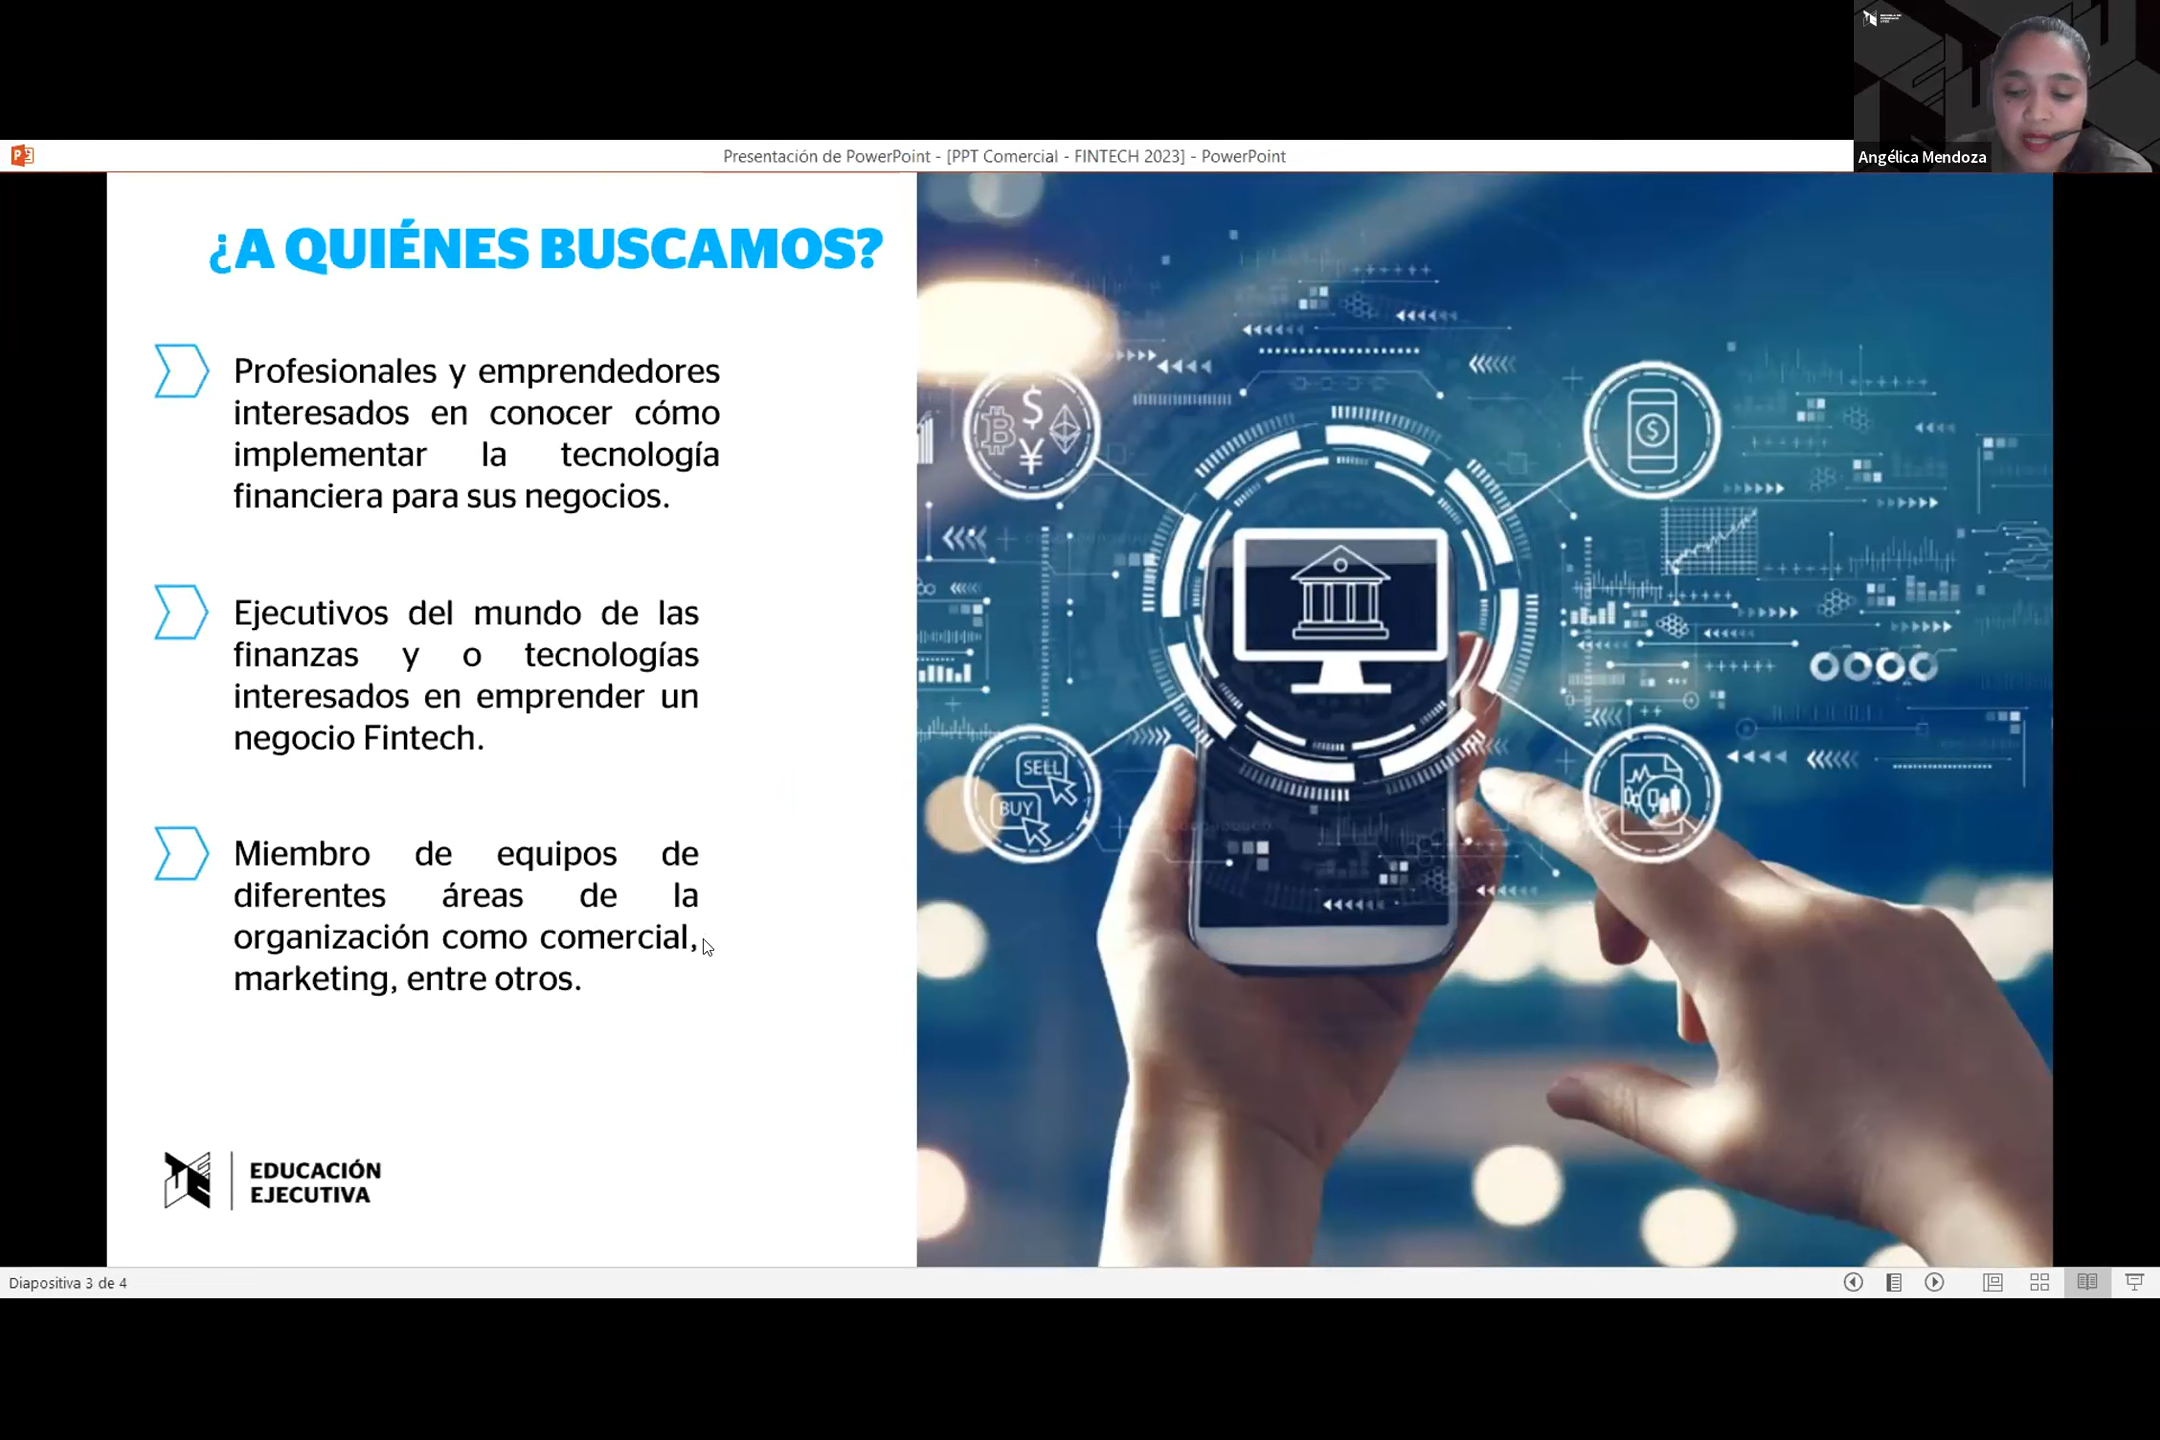 Presentación de PowerPoint - [PPT Comercial - FINTECH 2023] - PowerPoint
Angélica Mendoza
¿A QUIÉNES BUSCAMOS?
Profesionales y emprendedores
interesados en conocer cómo
implementar la tecnología
financiera para sus negocios.
Ejecutivos del mundo de las
finanzas y o tecnologías
interesados en emprender un
negocio Fintech.
Miembro de equipos de
diferentes áreas de la
organización como comercial,
marketing, entre otros.
SELL
BUY
EDUCACIÓN
EJECUTIVA
Diapositiva 3 de 4